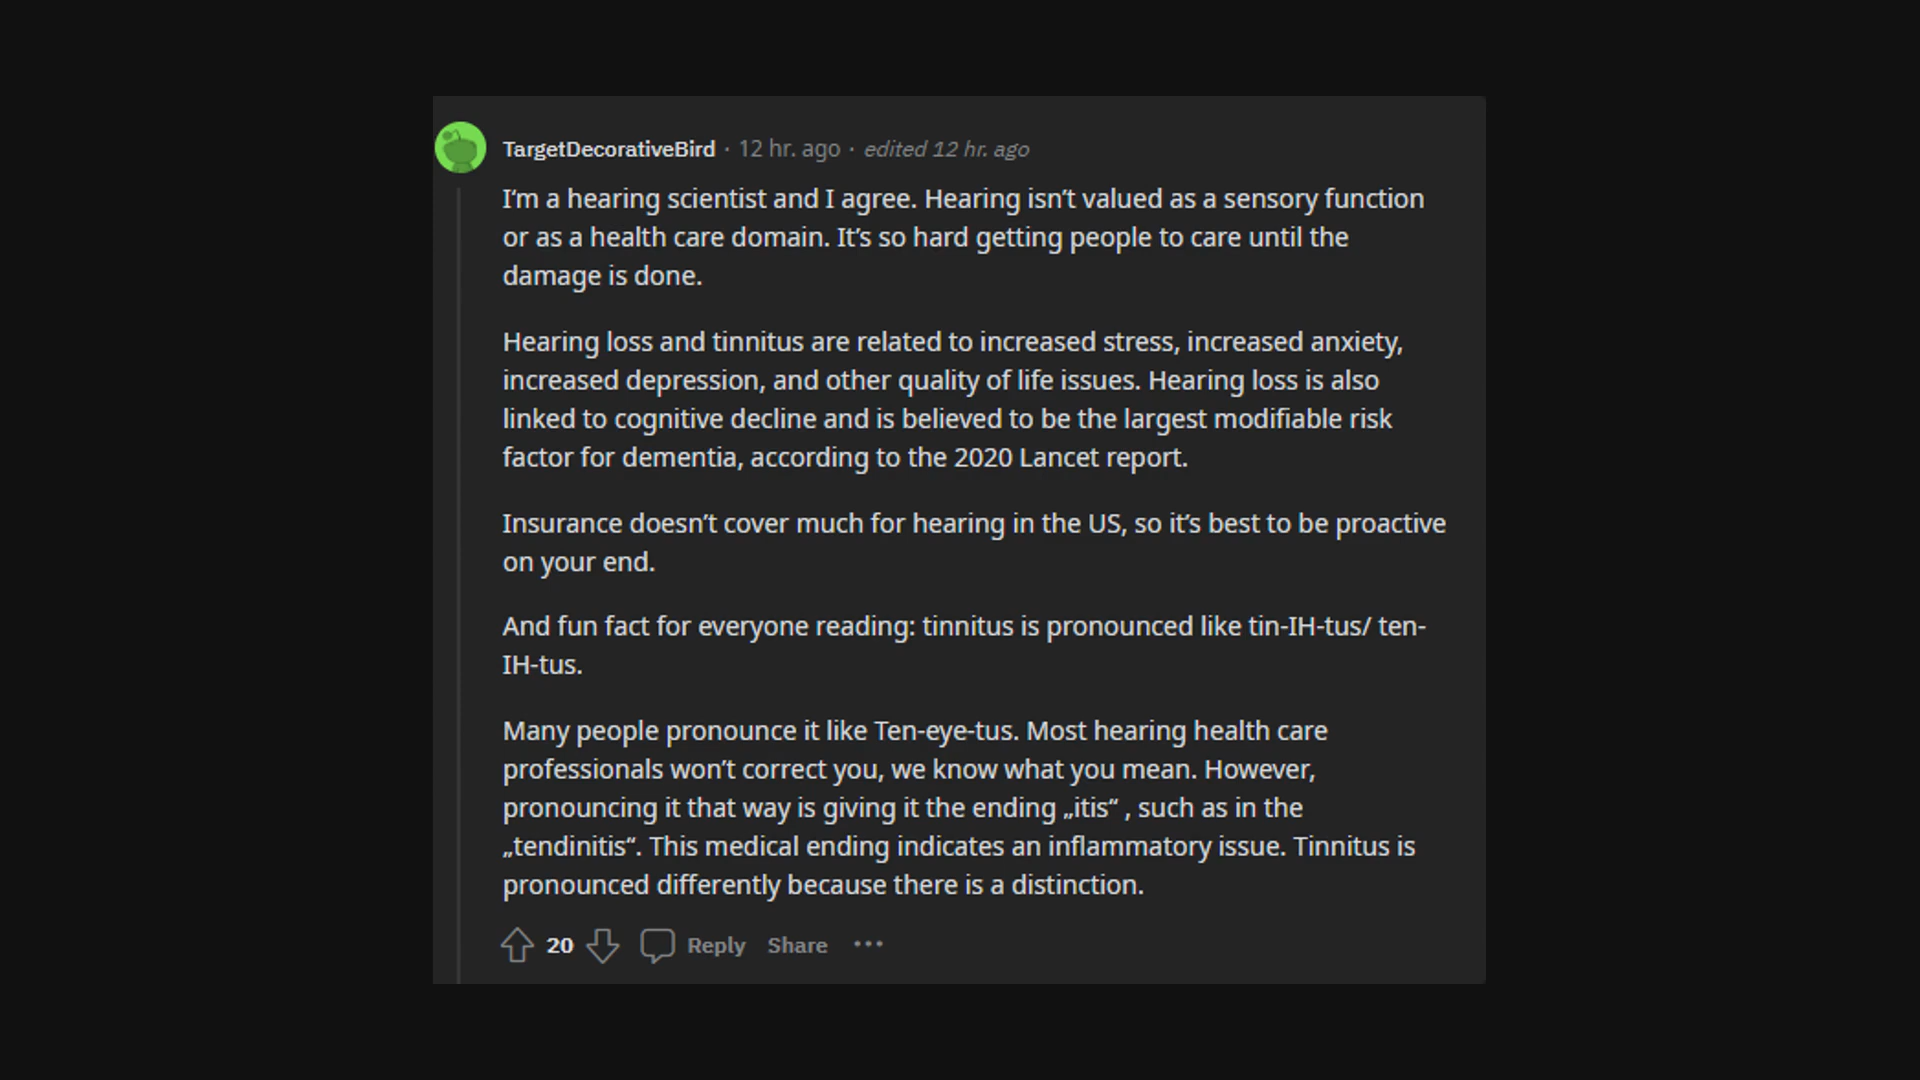 TargetDecorativeBird · 12 hr. ago · edited 12 hr. ago
I‘m a hearing scientist and I agree. Hearing isn’t valued as a sensory function
or as a health care domain. It’s so hard getting people to care until the
damage is done.
Hearing loss and tinnitus are related to increased stress, increased anxiety,
increased depression, and other quality of life issues. Hearing loss is also
linked to cognitive decline and is believed to be the largest modifiable risk
factor for dementia, according to the 2020 Lancet report.
Insurance doesn’t cover much for hearing in the US, so it’s best to be proactive
on your end.
And fun fact for everyone reading: tinnitus is pronounced like tin-IH-tus/ ten-
IH-tus.
Many people pronounce it like Ten-eye-tus. Most hearing health care
professionals won’t correct you, we know what you mean. However,
pronouncing it that way is giving it the ending „itis“ , such as in the
„tendinitis“. This medical ending indicates an inflammatory issue. Tinnitus is
pronounced differently because there is a distinction.
20 Reply Share ···